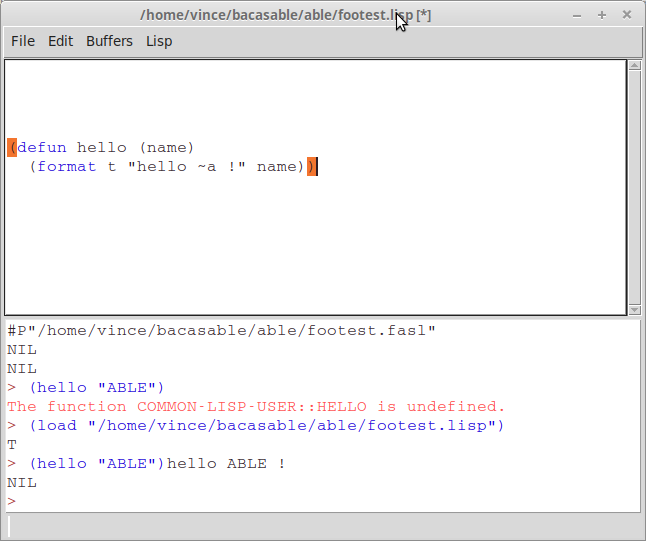 /home/vince/bacasable/able/footest.lisp [*]
File Edit Buffers Lisp
(defun hello (name)
  (format t "hello ~a !" name))
#P"/home/vince/bacasable/able/footest.fasl"
NIL
NIL
> (hello "ABLE")
The function COMMON-LISP-USER::HELLO is undefined.
> (load "/home/vince/bacasable/able/footest.lisp")
T
> (hello "ABLE")hello ABLE !
NIL
>